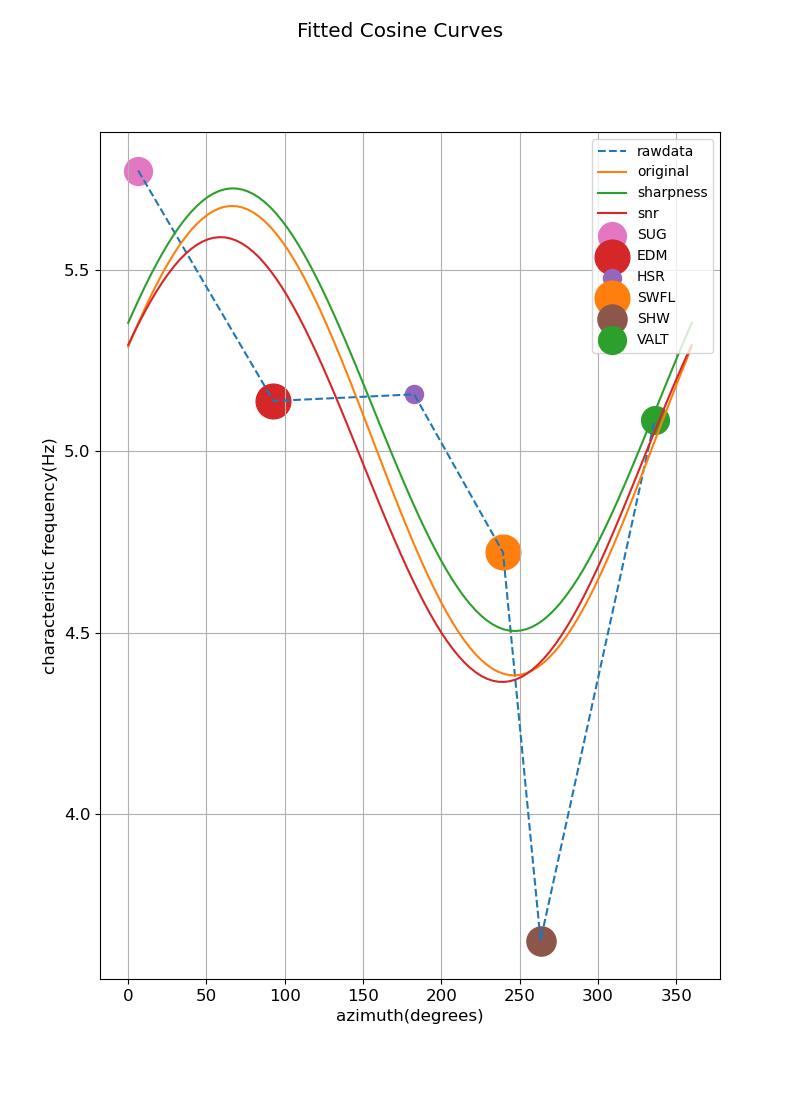 Fitted Cosine Curves
rawdata
original
sharpness
snr
SUG
EDM
HSR
SWFL
SHW
VALT
5.5
5.0
4.5
4.0
characteristic frequency(Hz)
0 50 100 150 200 250 300 350
azimuth(degrees)